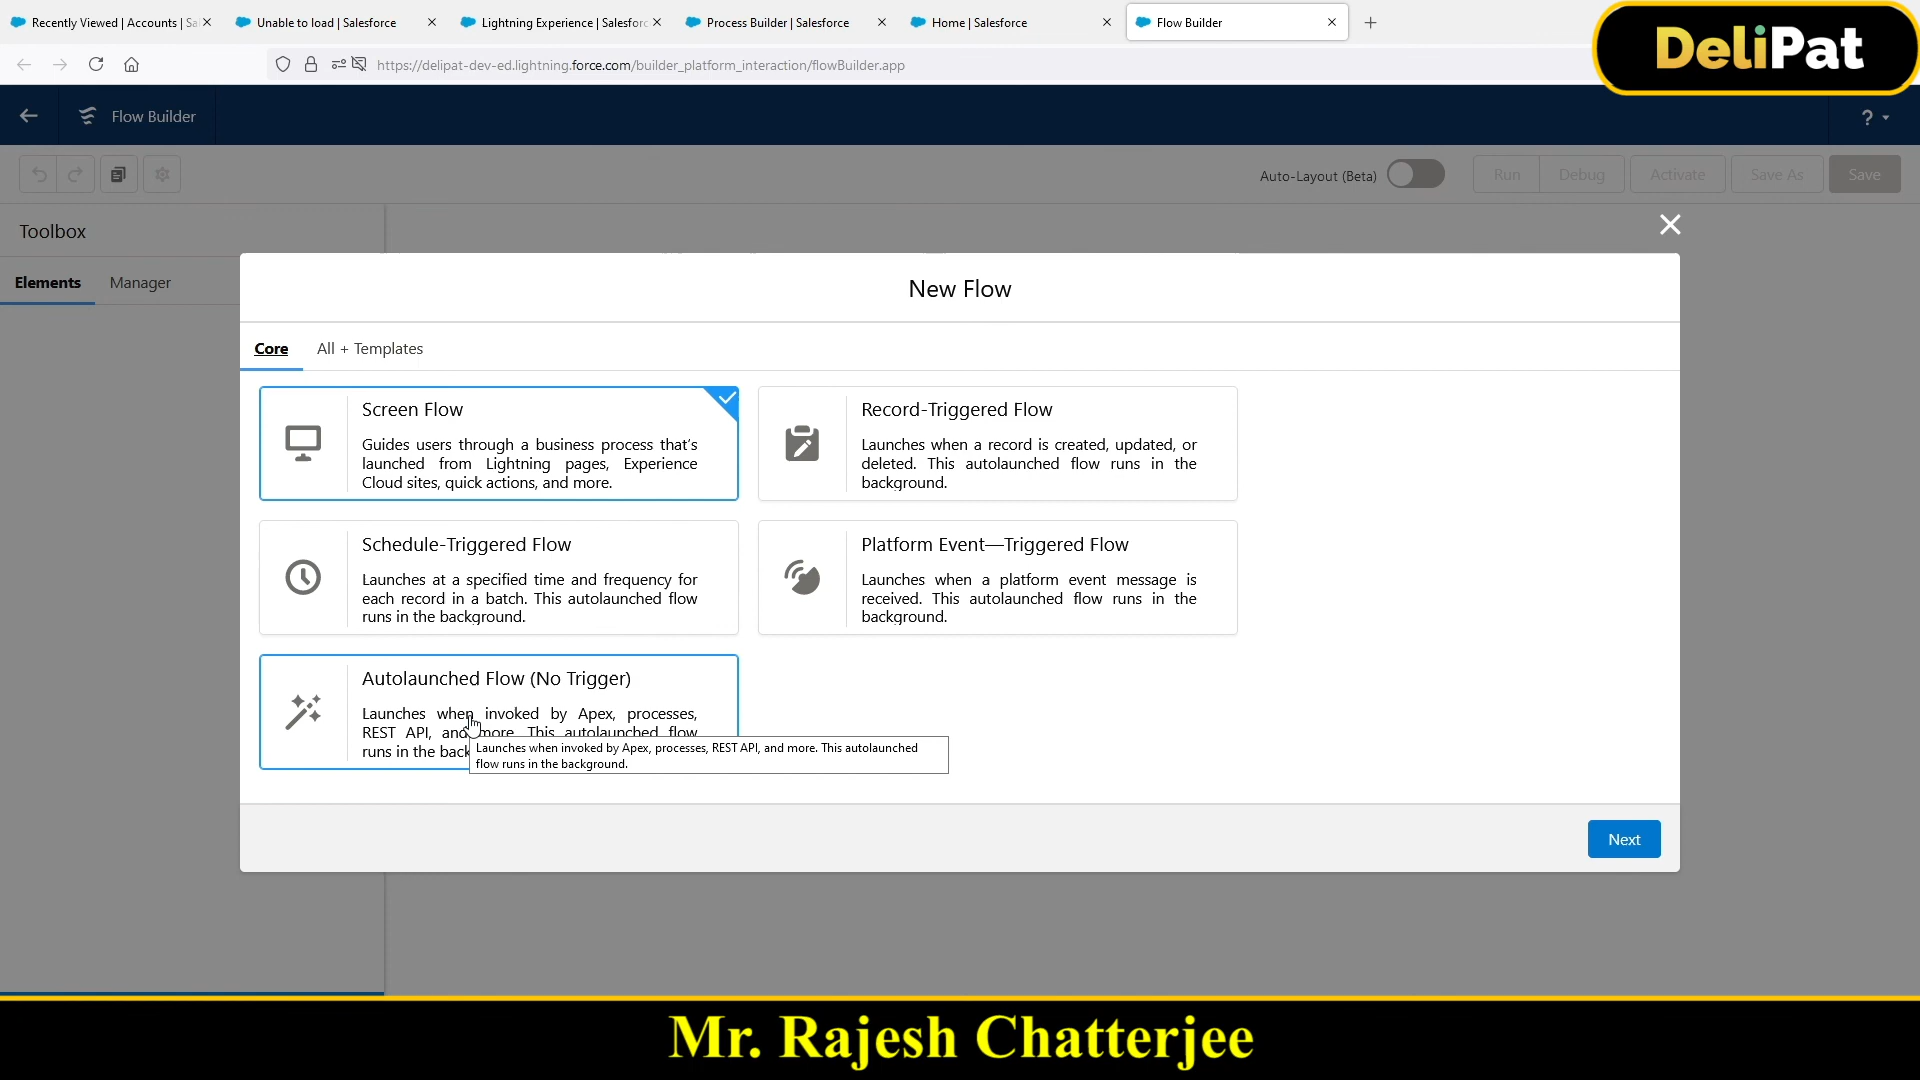 Recently Viewed | Accounts | Sa
Unable to load | Salesforce
Lightning Experience | Salesforc
Process Builder | Salesforce
Home | Salesforce
Flow Builder
DeliPat
https://delipat-dev-ed.lightning.force.com/builder_platform_interaction/flowBuilder.app
Flow Builder
?
Auto-Layout (Beta)
Run
Debug
Activate
Save As
Save
Toolbox
Elements
Manager
New Flow
Core
All + Templates
Screen Flow
Guides users through a business process that's
launched from Lightning pages, Experience
Cloud sites, quick actions, and more.
Record-Triggered Flow
Launches when a record is created, updated, or
deleted. This autolaunched flow runs in the
background.
Schedule-Triggered Flow
Launches at a specified time and frequency for
each record in a batch. This autolaunched flow
runs in the background.
Platform Event—Triggered Flow
Launches when a platform event message is
received. This autolaunched flow runs in the
background.
Autolaunched Flow (No Trigger)
Launches when invoked by Apex, processes,
REST API, and more. This autolaunched flow
runs in the back
Launches when invoked by Apex, processes, REST API, and more. This autolaunched
flow runs in the background.
Next
Mr. Rajesh Chatterjee